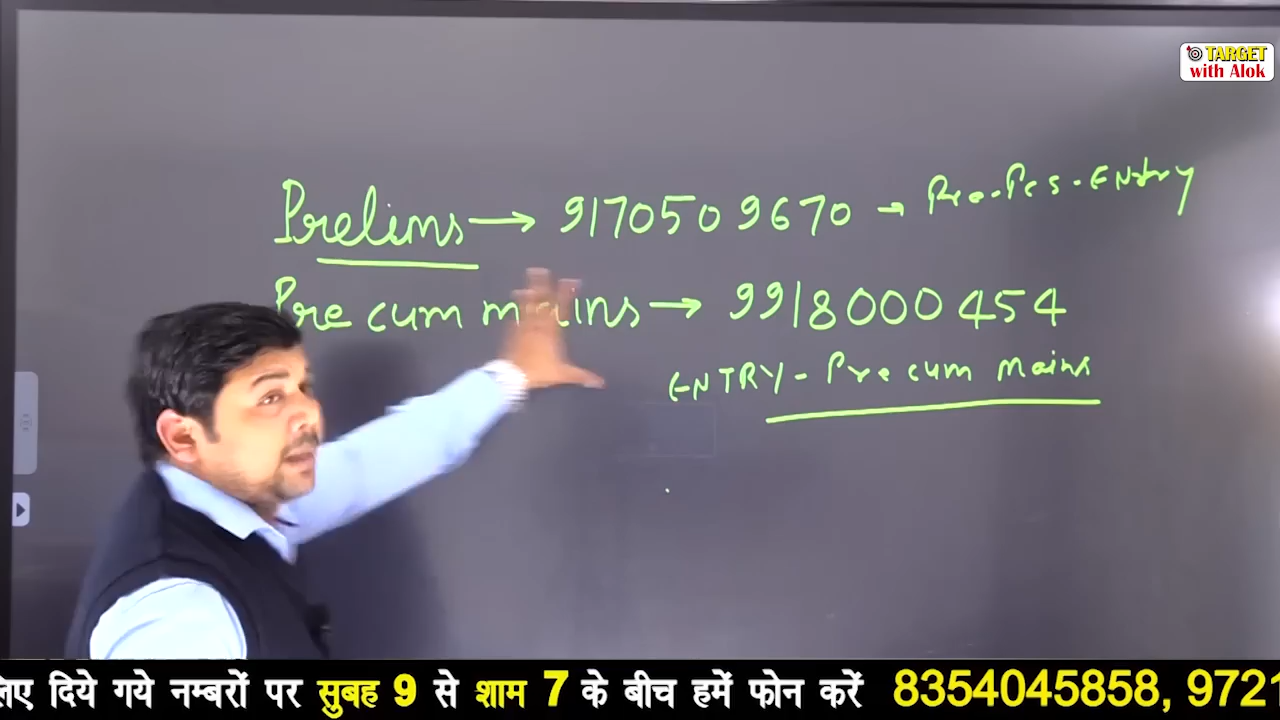 TARGET
with Alok
Prelims → 9170509670 → Pre-Pcs-ENtry
Pre cum mains → 9918000454
ENTRY - Pre cum Mains
लिए दिये गये नम्बरों पर सुबह 9 से शाम 7 के बीच हमें फोन करें 8354045858, 9721